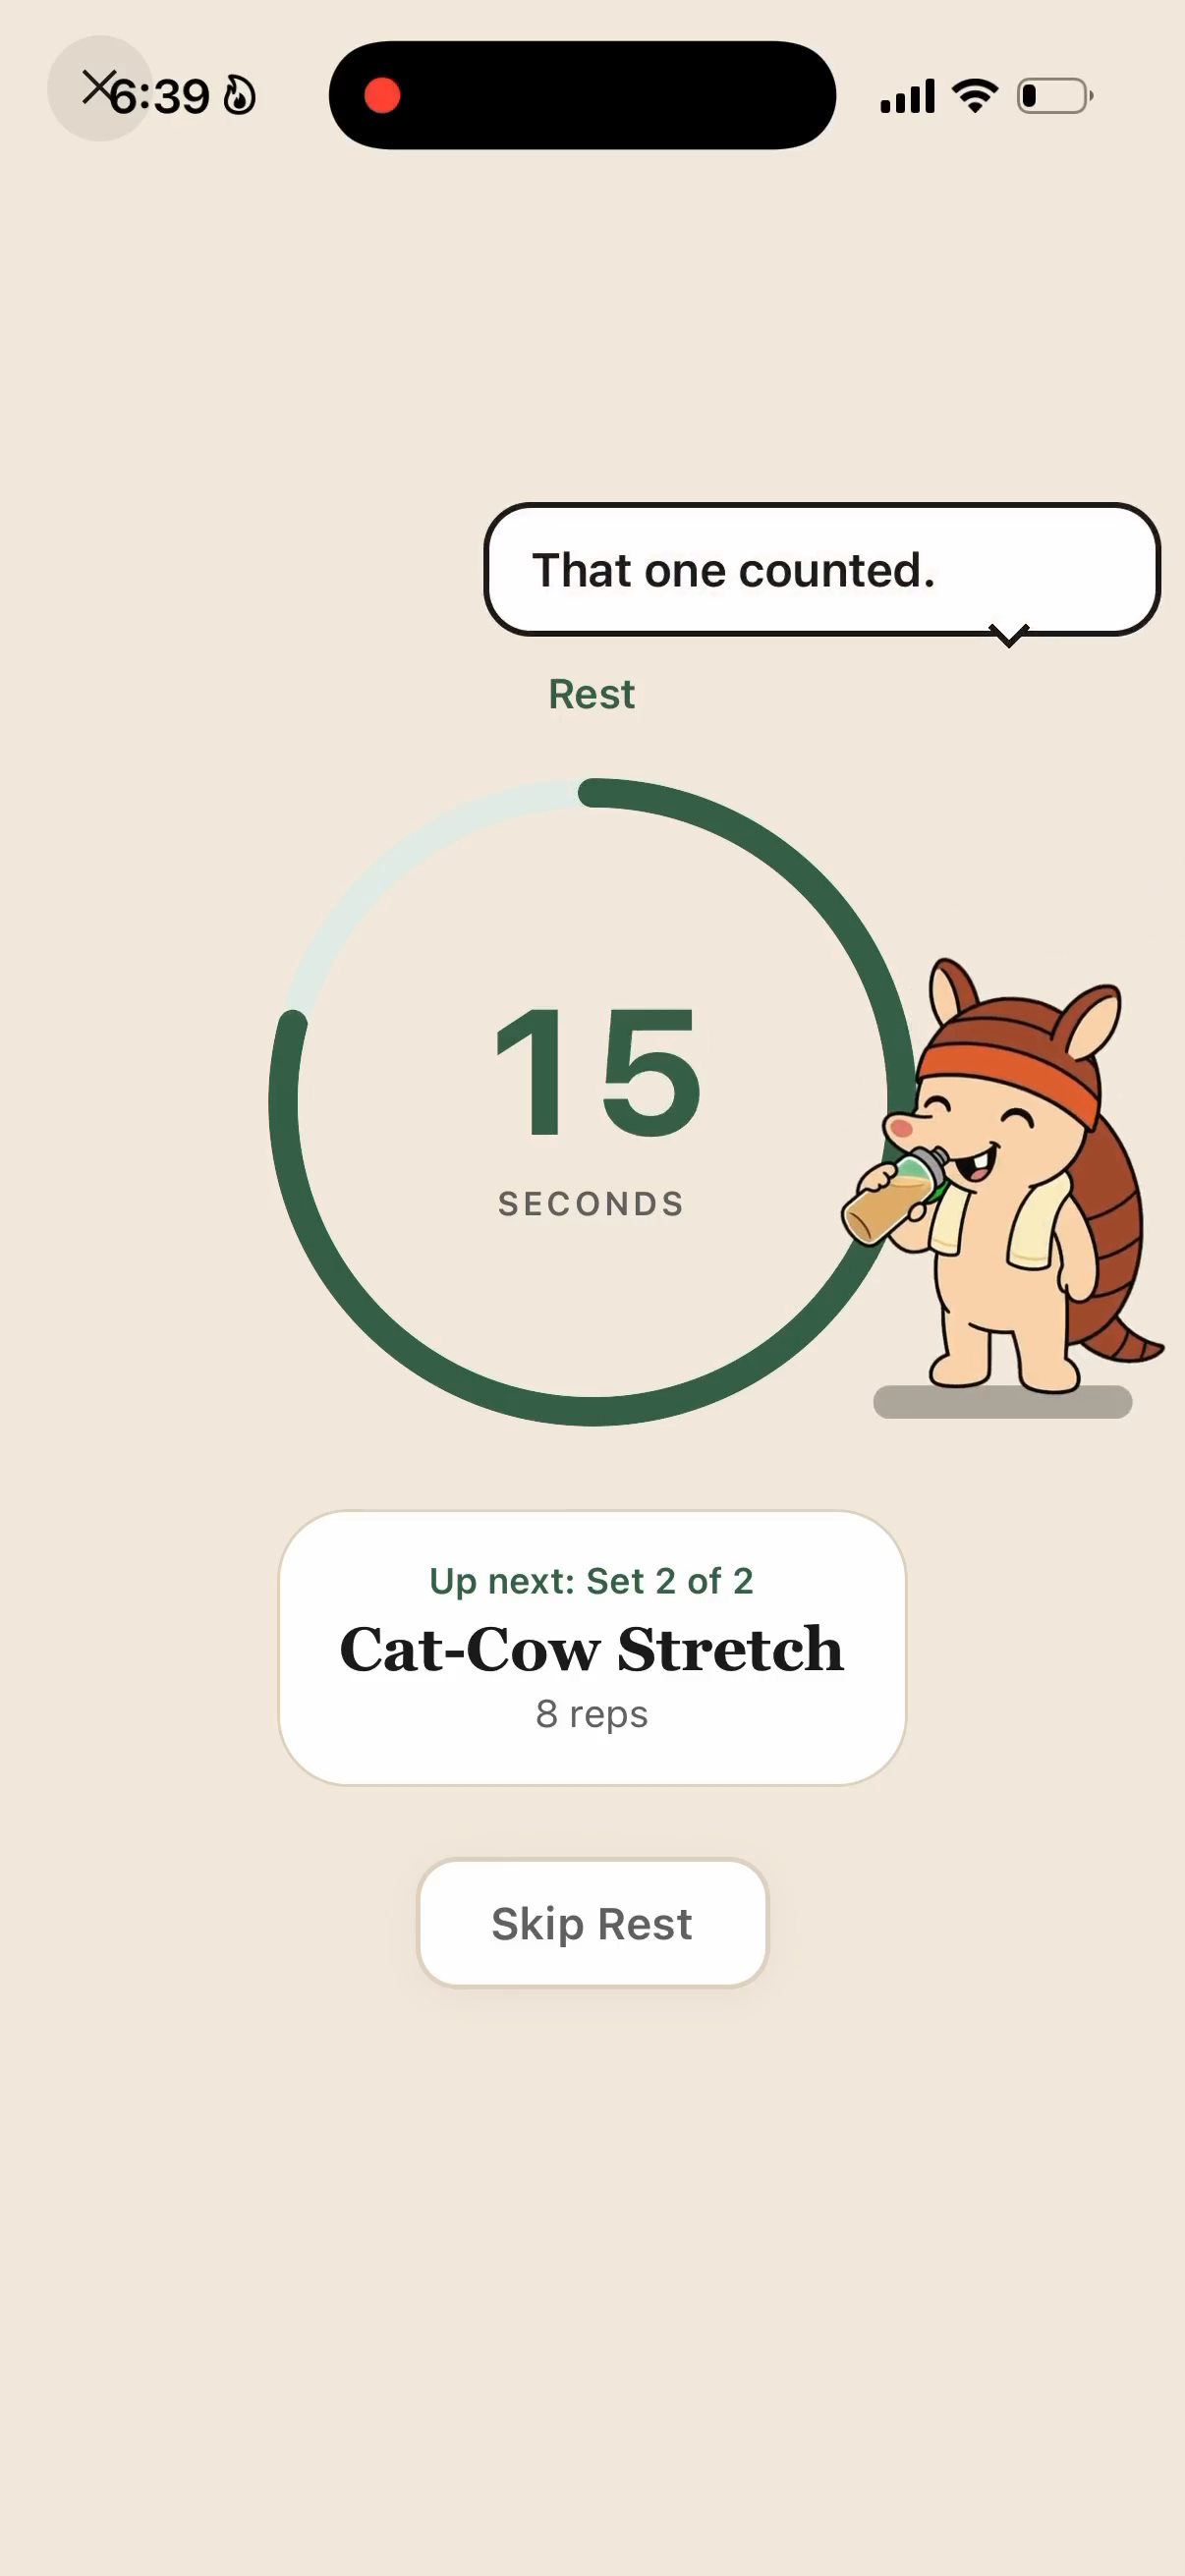 6:39
That one counted.
Rest
15
SECONDS
Up next: Set 2 of 2
Cat-Cow Stretch
8 reps
Skip Rest